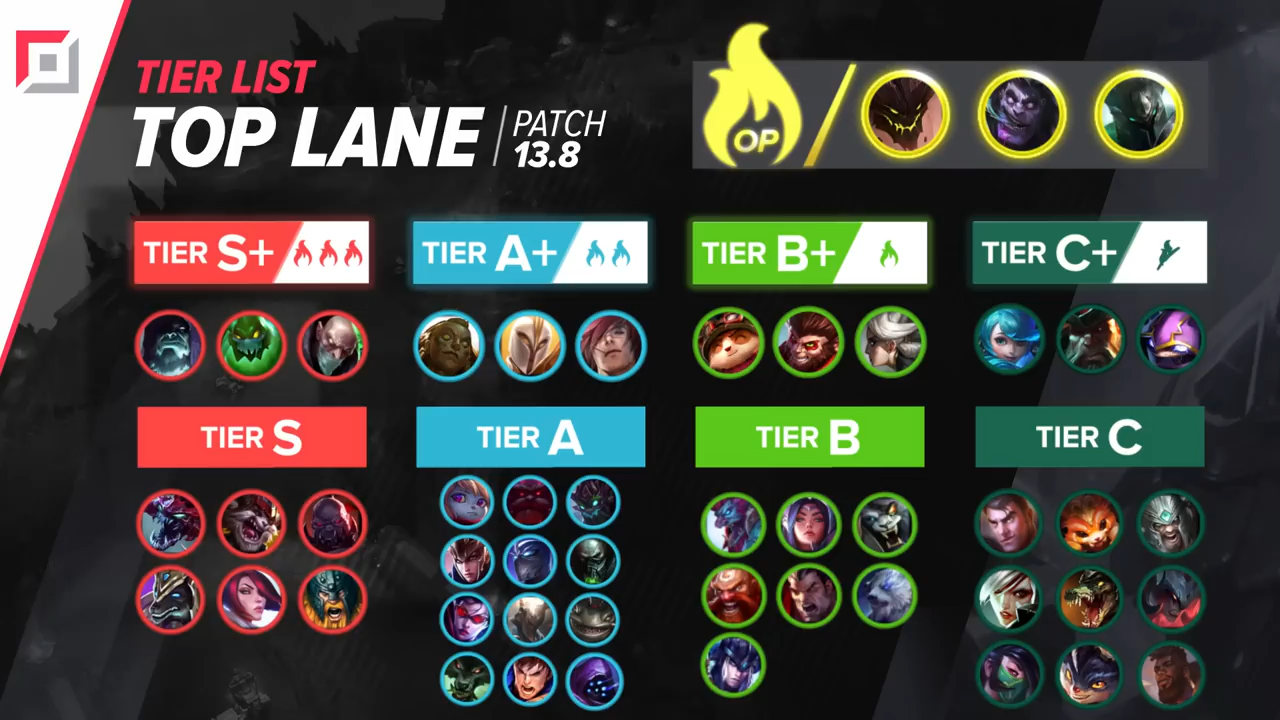 TIER LIST
TOP LANE
PATCH
13.8
OP
TIER S+
TIER A+
TIER B+
TIER C+
TIER S
TIER A
TIER B
TIER C